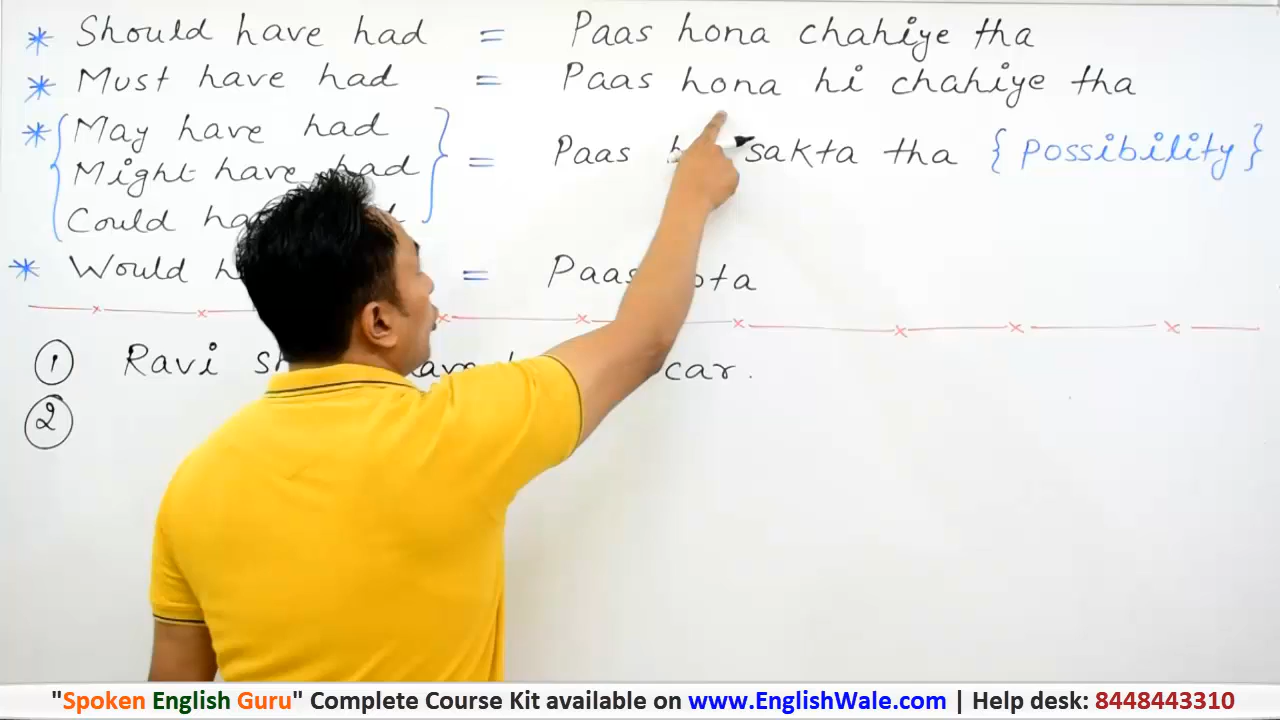 * Should have had = Paas hona chahiye tha
* Must have had = Paas hona hi chahiye tha
* { May have had
Might have had } = Paas sakta tha { Possibility }
Could
* Would = Paas
① Ravi car.
②
"Spoken English Guru" Complete Course Kit available on www.EnglishWale.com | Help desk: 8448443310